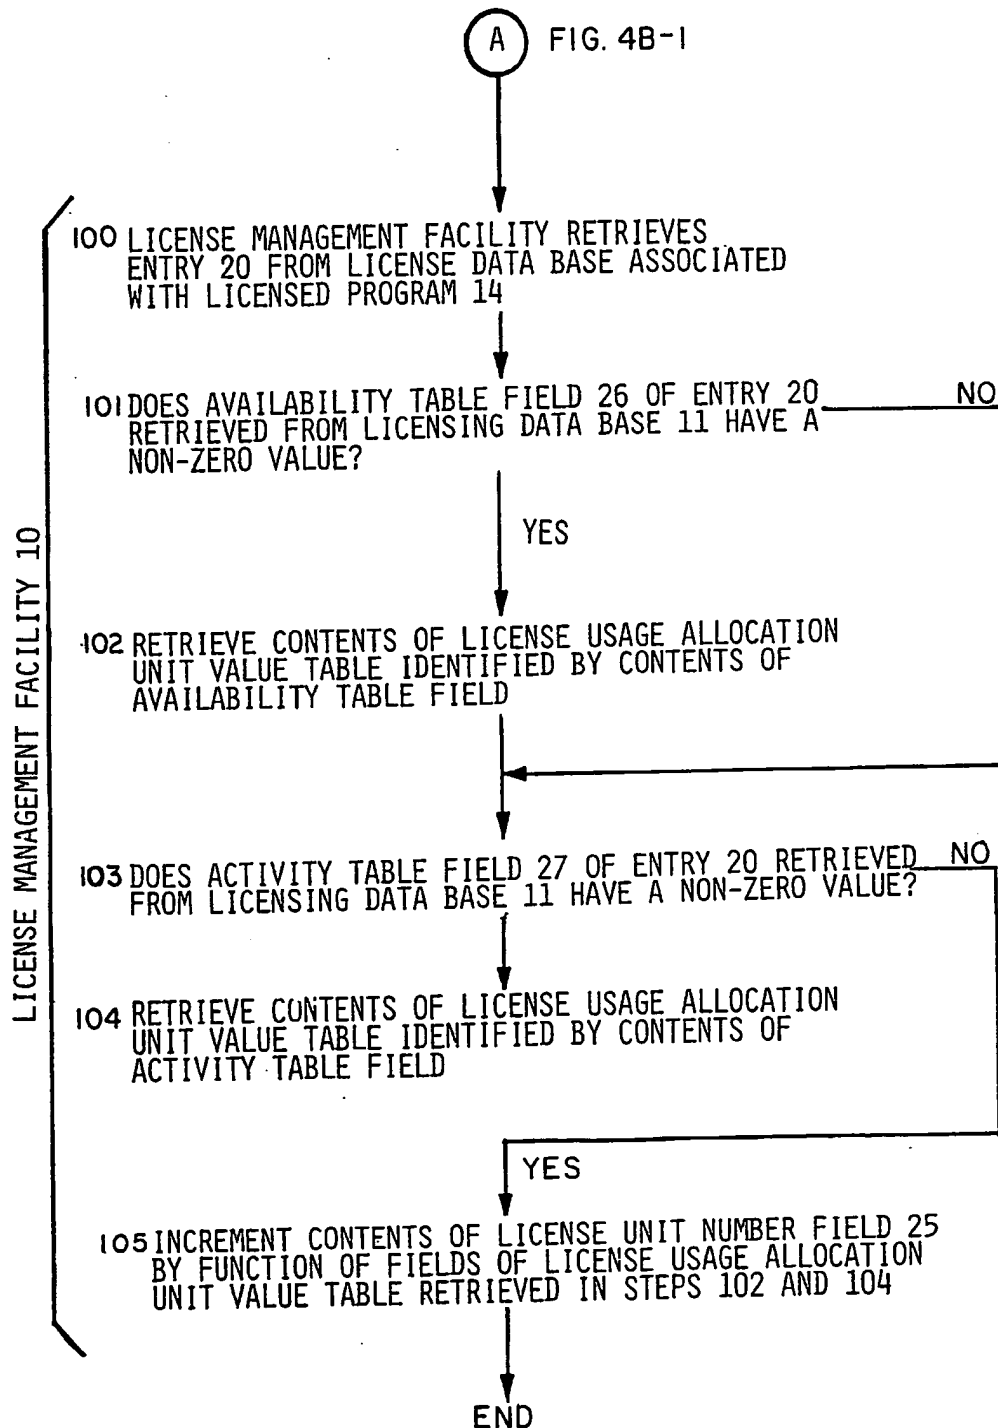 A FIG. 4B-1
100 LICENSE MANAGEMENT FACILITY RETRIEVES
ENTRY 20 FROM LICENSE DATA BASE ASSOCIATED
WITH LICENSED PROGRAM 14
101 DOES AVAILABILITY TABLE FIELD 26 OF ENTRY 20 NO
RETRIEVED FROM LICENSING DATA BASE 11 HAVE A
NON-ZERO VALUE?
YES
102 RETRIEVE CONTENTS OF LICENSE USAGE ALLOCATION
UNIT VALUE TABLE IDENTIFIED BY CONTENTS OF
AVAILABILITY TABLE FIELD
103 DOES ACTIVITY TABLE FIELD 27 OF ENTRY 20 RETRIEVED NO
FROM LICENSING DATA BASE 11 HAVE A NON-ZERO VALUE?
104 RETRIEVE CONTENTS OF LICENSE USAGE ALLOCATION
UNIT VALUE TABLE IDENTIFIED BY CONTENTS OF
ACTIVITY TABLE FIELD
YES
105 INCREMENT CONTENTS OF LICENSE UNIT NUMBER FIELD 25
BY FUNCTION OF FIELDS OF LICENSE USAGE ALLOCATION
UNIT VALUE TABLE RETRIEVED IN STEPS 102 AND 104
END
LICENSE MANAGEMENT FACILITY 10